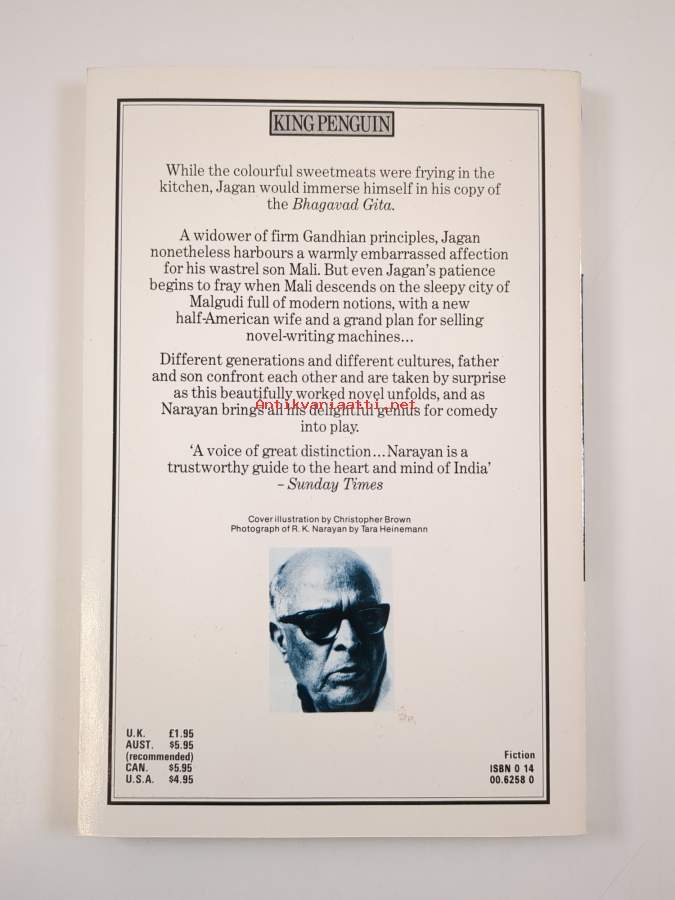 KING PENGUIN
While the colourful sweetmeats were frying in the
kitchen, Jagan would immerse himself in his copy of
the Bhagavad Gita.
A widower of firm Gandhian principles, Jagan
nonetheless harbours a warmly embarrassed affection
for his wastrel son Mali. But even Jagan's patience
begins to fray when Mali descends on the sleepy city of
Malgudi full of modern notions, with a new
half-American wife and a grand plan for selling
novel-writing machines...
Different generations and different cultures, father
and son confront each other and are taken by surprise
as this beautifully worked novel unfolds, and as
Antikvariaatti.net
Narayan brings all his delightful genius for comedy
into play.
'A voice of great distinction...Narayan is a
trustworthy guide to the heart and mind of India'
– Sunday Times
Cover illustration by Christopher Brown
Photograph of R. K. Narayan by Tara Heinemann
U.K. £1.95
AUST. $5.95
(recommended)
CAN. $5.95
U.S.A. $4.95
Fiction
ISBN 0 14
00.6258 0